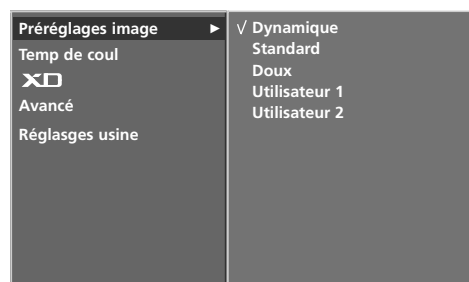 Préréglages image ►
Temp de coul
XD
Avancé
Réglasges usine
√ Dynamique
Standard
Doux
Utilisateur 1
Utilisateur 2